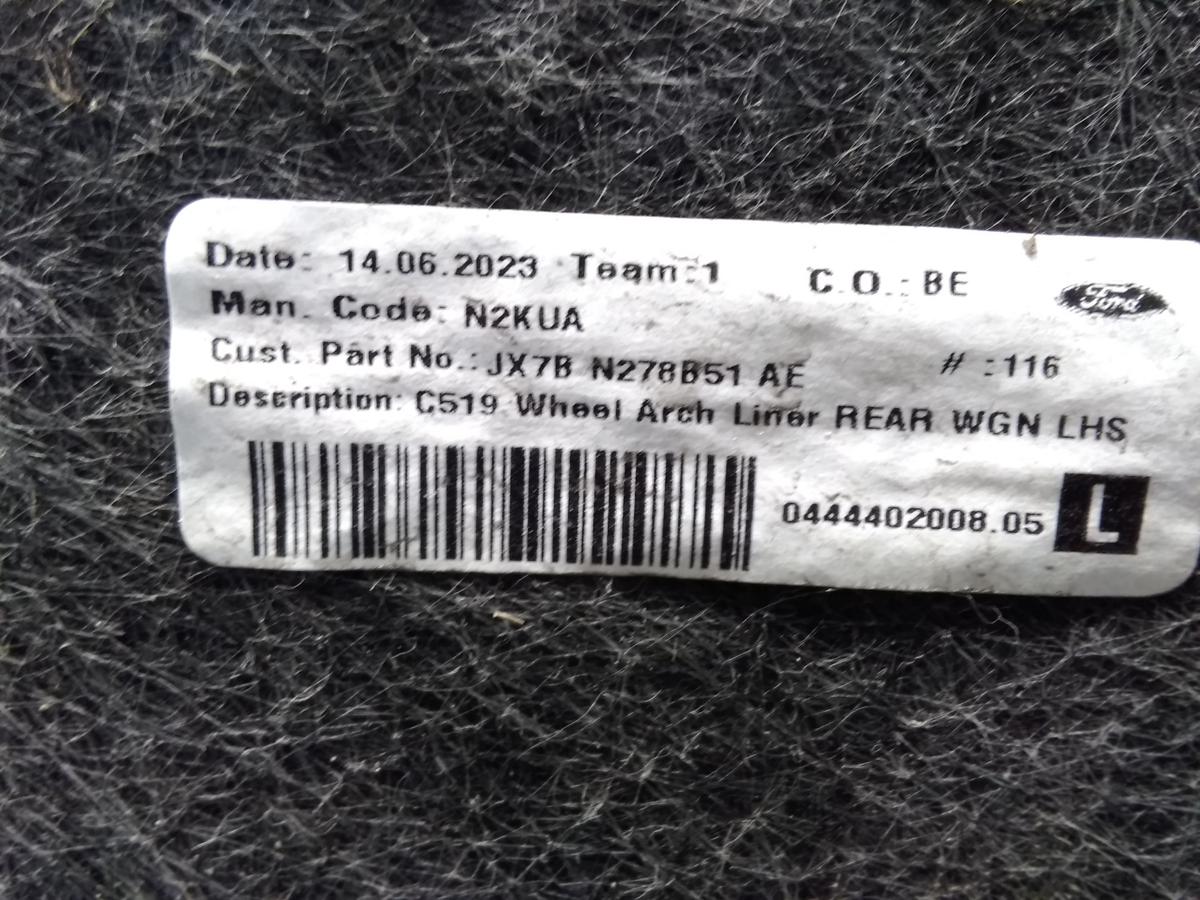 Date: 14.06.2023 Team:1 C.O.: BE
Ford
Man. Code: N2KUA
Cust. Part No.: JX7B N278B51 AE # :116
Description: C519 Wheel Arch Liner REAR WGN LHS
0444402008.05 L